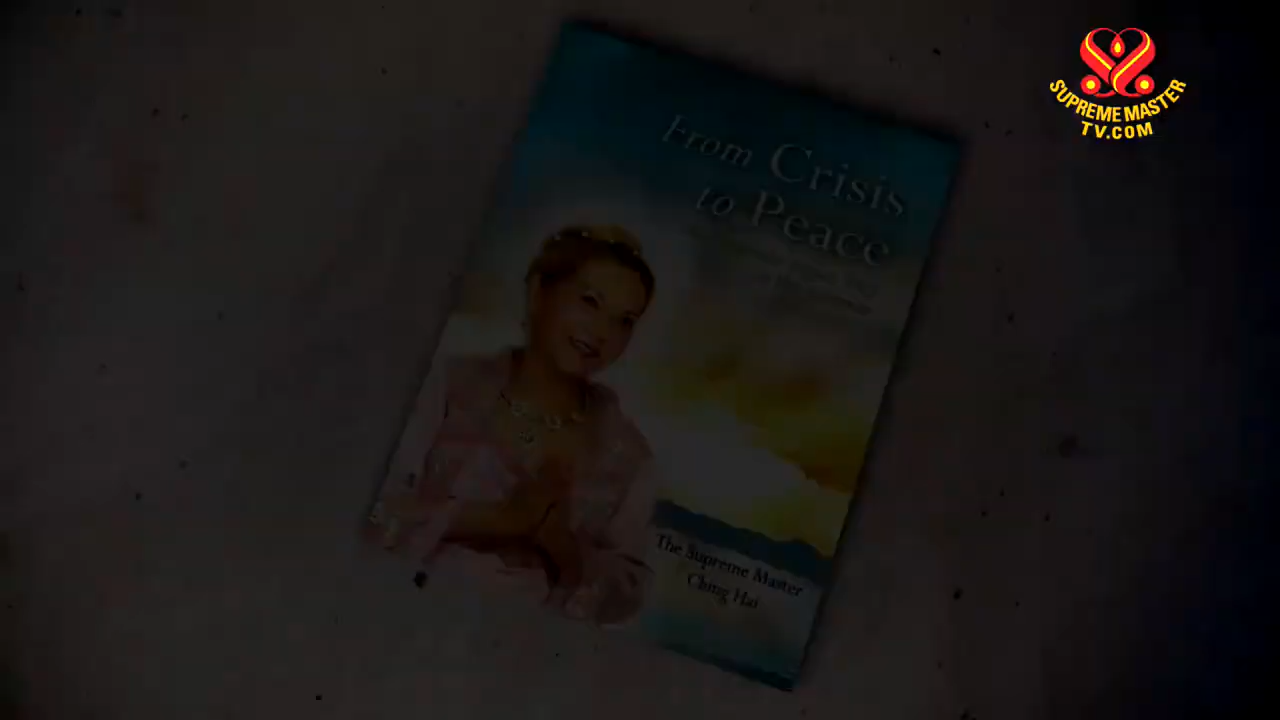 From Crisis
to Peace
The Supreme Master
Ching Hai
SUPREME MASTER
TV.COM